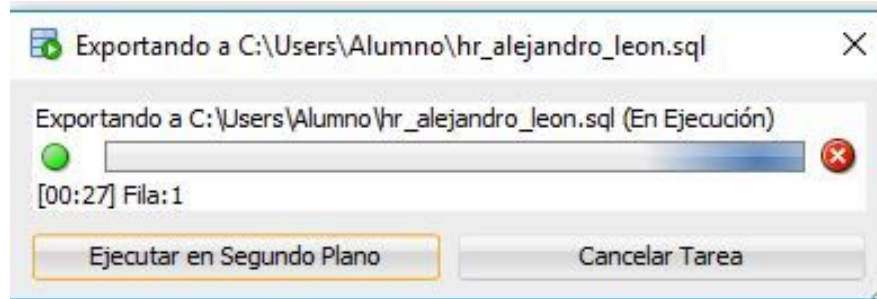 Exportando a C:\Users\Alumno\hr_alejandro_leon.sql
Exportando a C:\Users\Alumno\hr_alejandro_leon.sql (En Ejecución)
[00:27] Fila:1
Ejecutar en Segundo Plano
Cancelar Tarea